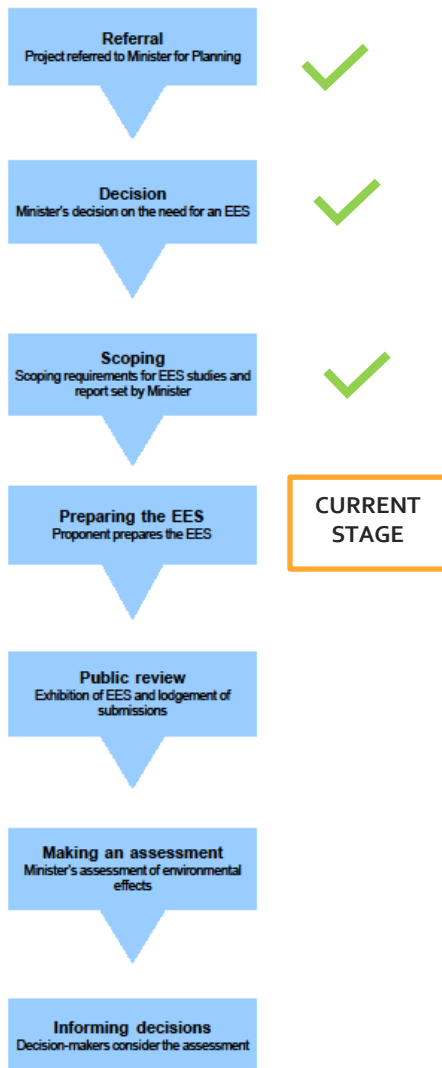 Referral
Project referred to Minister for Planning
Decision
Minister's decision on the need for an EES
Scoping
Scoping requirements for EES studies and
report set by Minister
Preparing the EES
Proponent prepares the EES
CURRENT
STAGE
Public review
Exhibition of EES and lodgement of
submissions
Making an assessment
Minister's assessment of environmental
effects
Informing decisions
Decision-makers consider the assessment